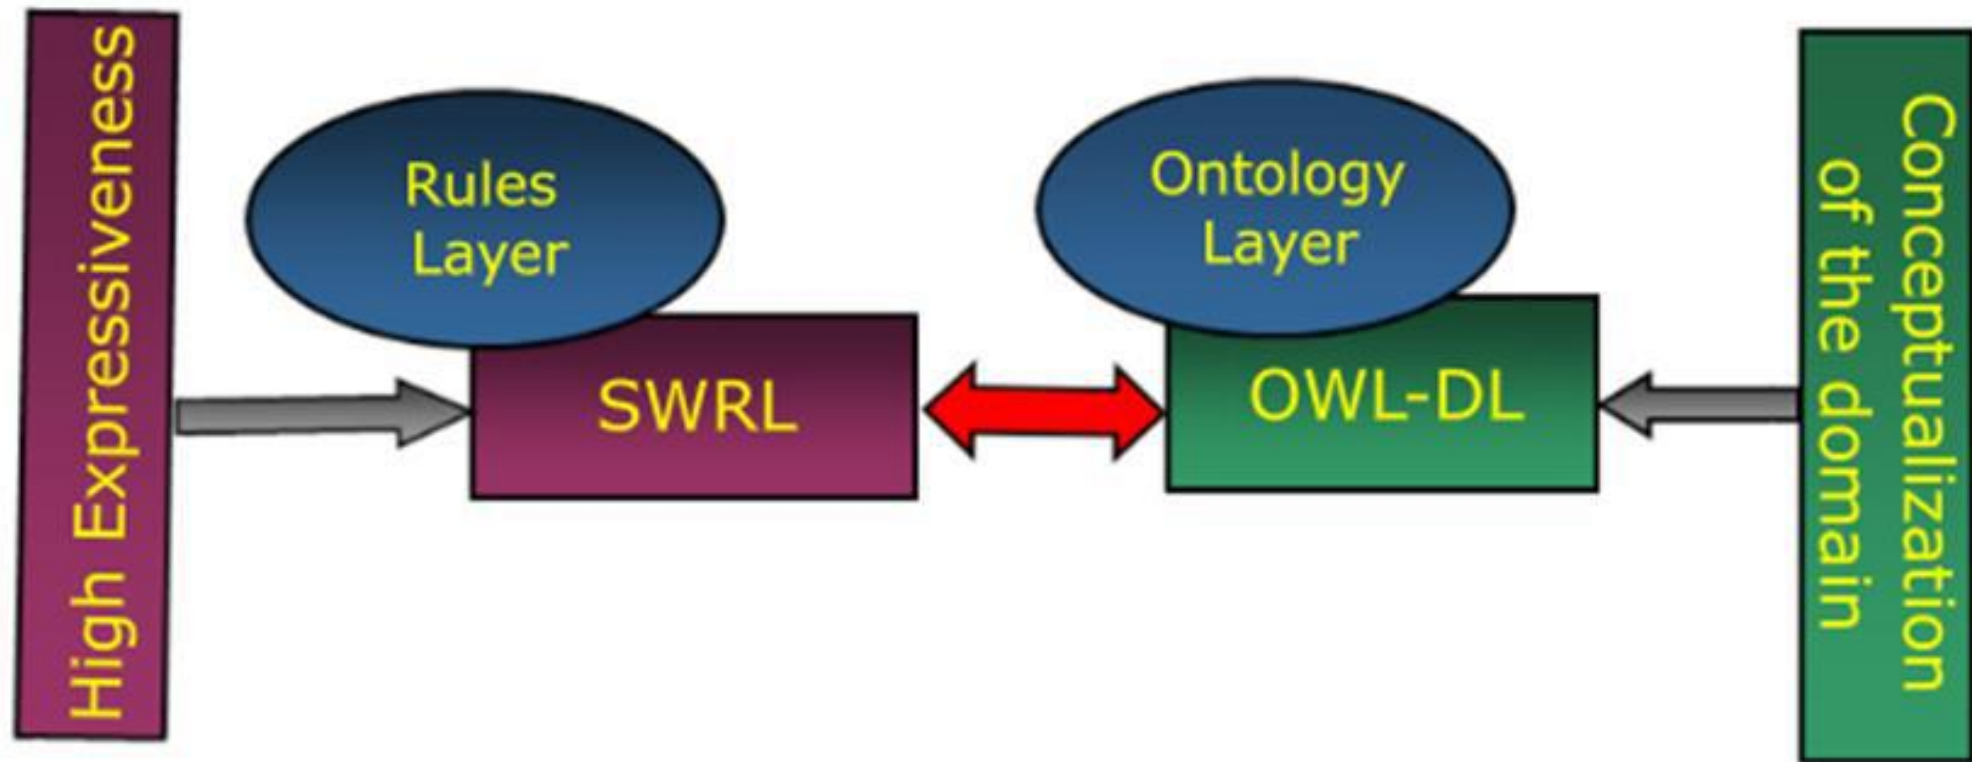 High Expressiveness
Rules
Layer
SWRL
Ontology
Layer
OWL-DL
Conceptualization
of the domain